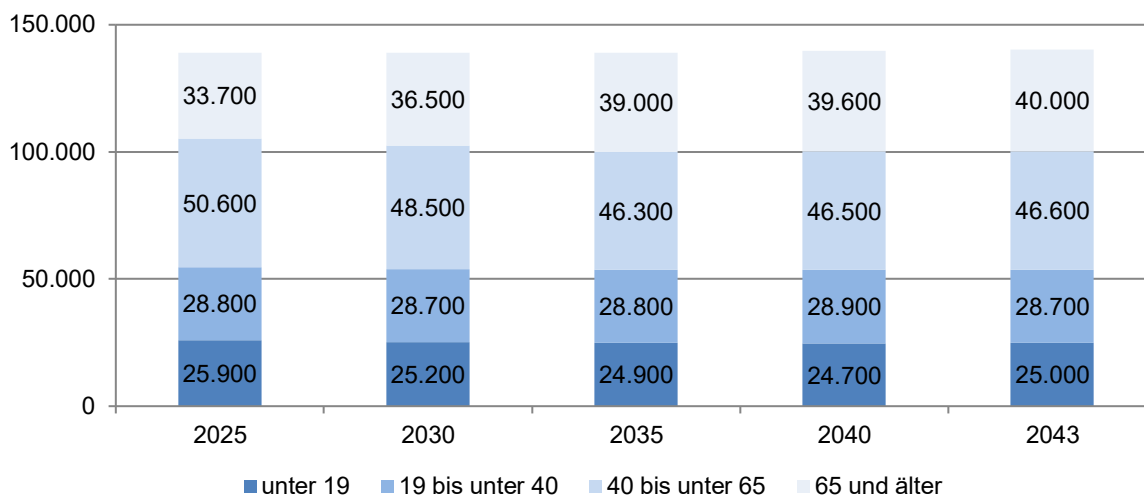 150.000
33.700 36.500 39.000 39.600 40.000
100.000
50.600 48.500 46.300 46.500 46.600
50.000
28.800 28.700 28.800 28.900 28.700
25.900 25.200 24.900 24.700 25.000
0
2025 2030 2035 2040 2043
unter 19 19 bis unter 40 40 bis unter 65 65 und älter